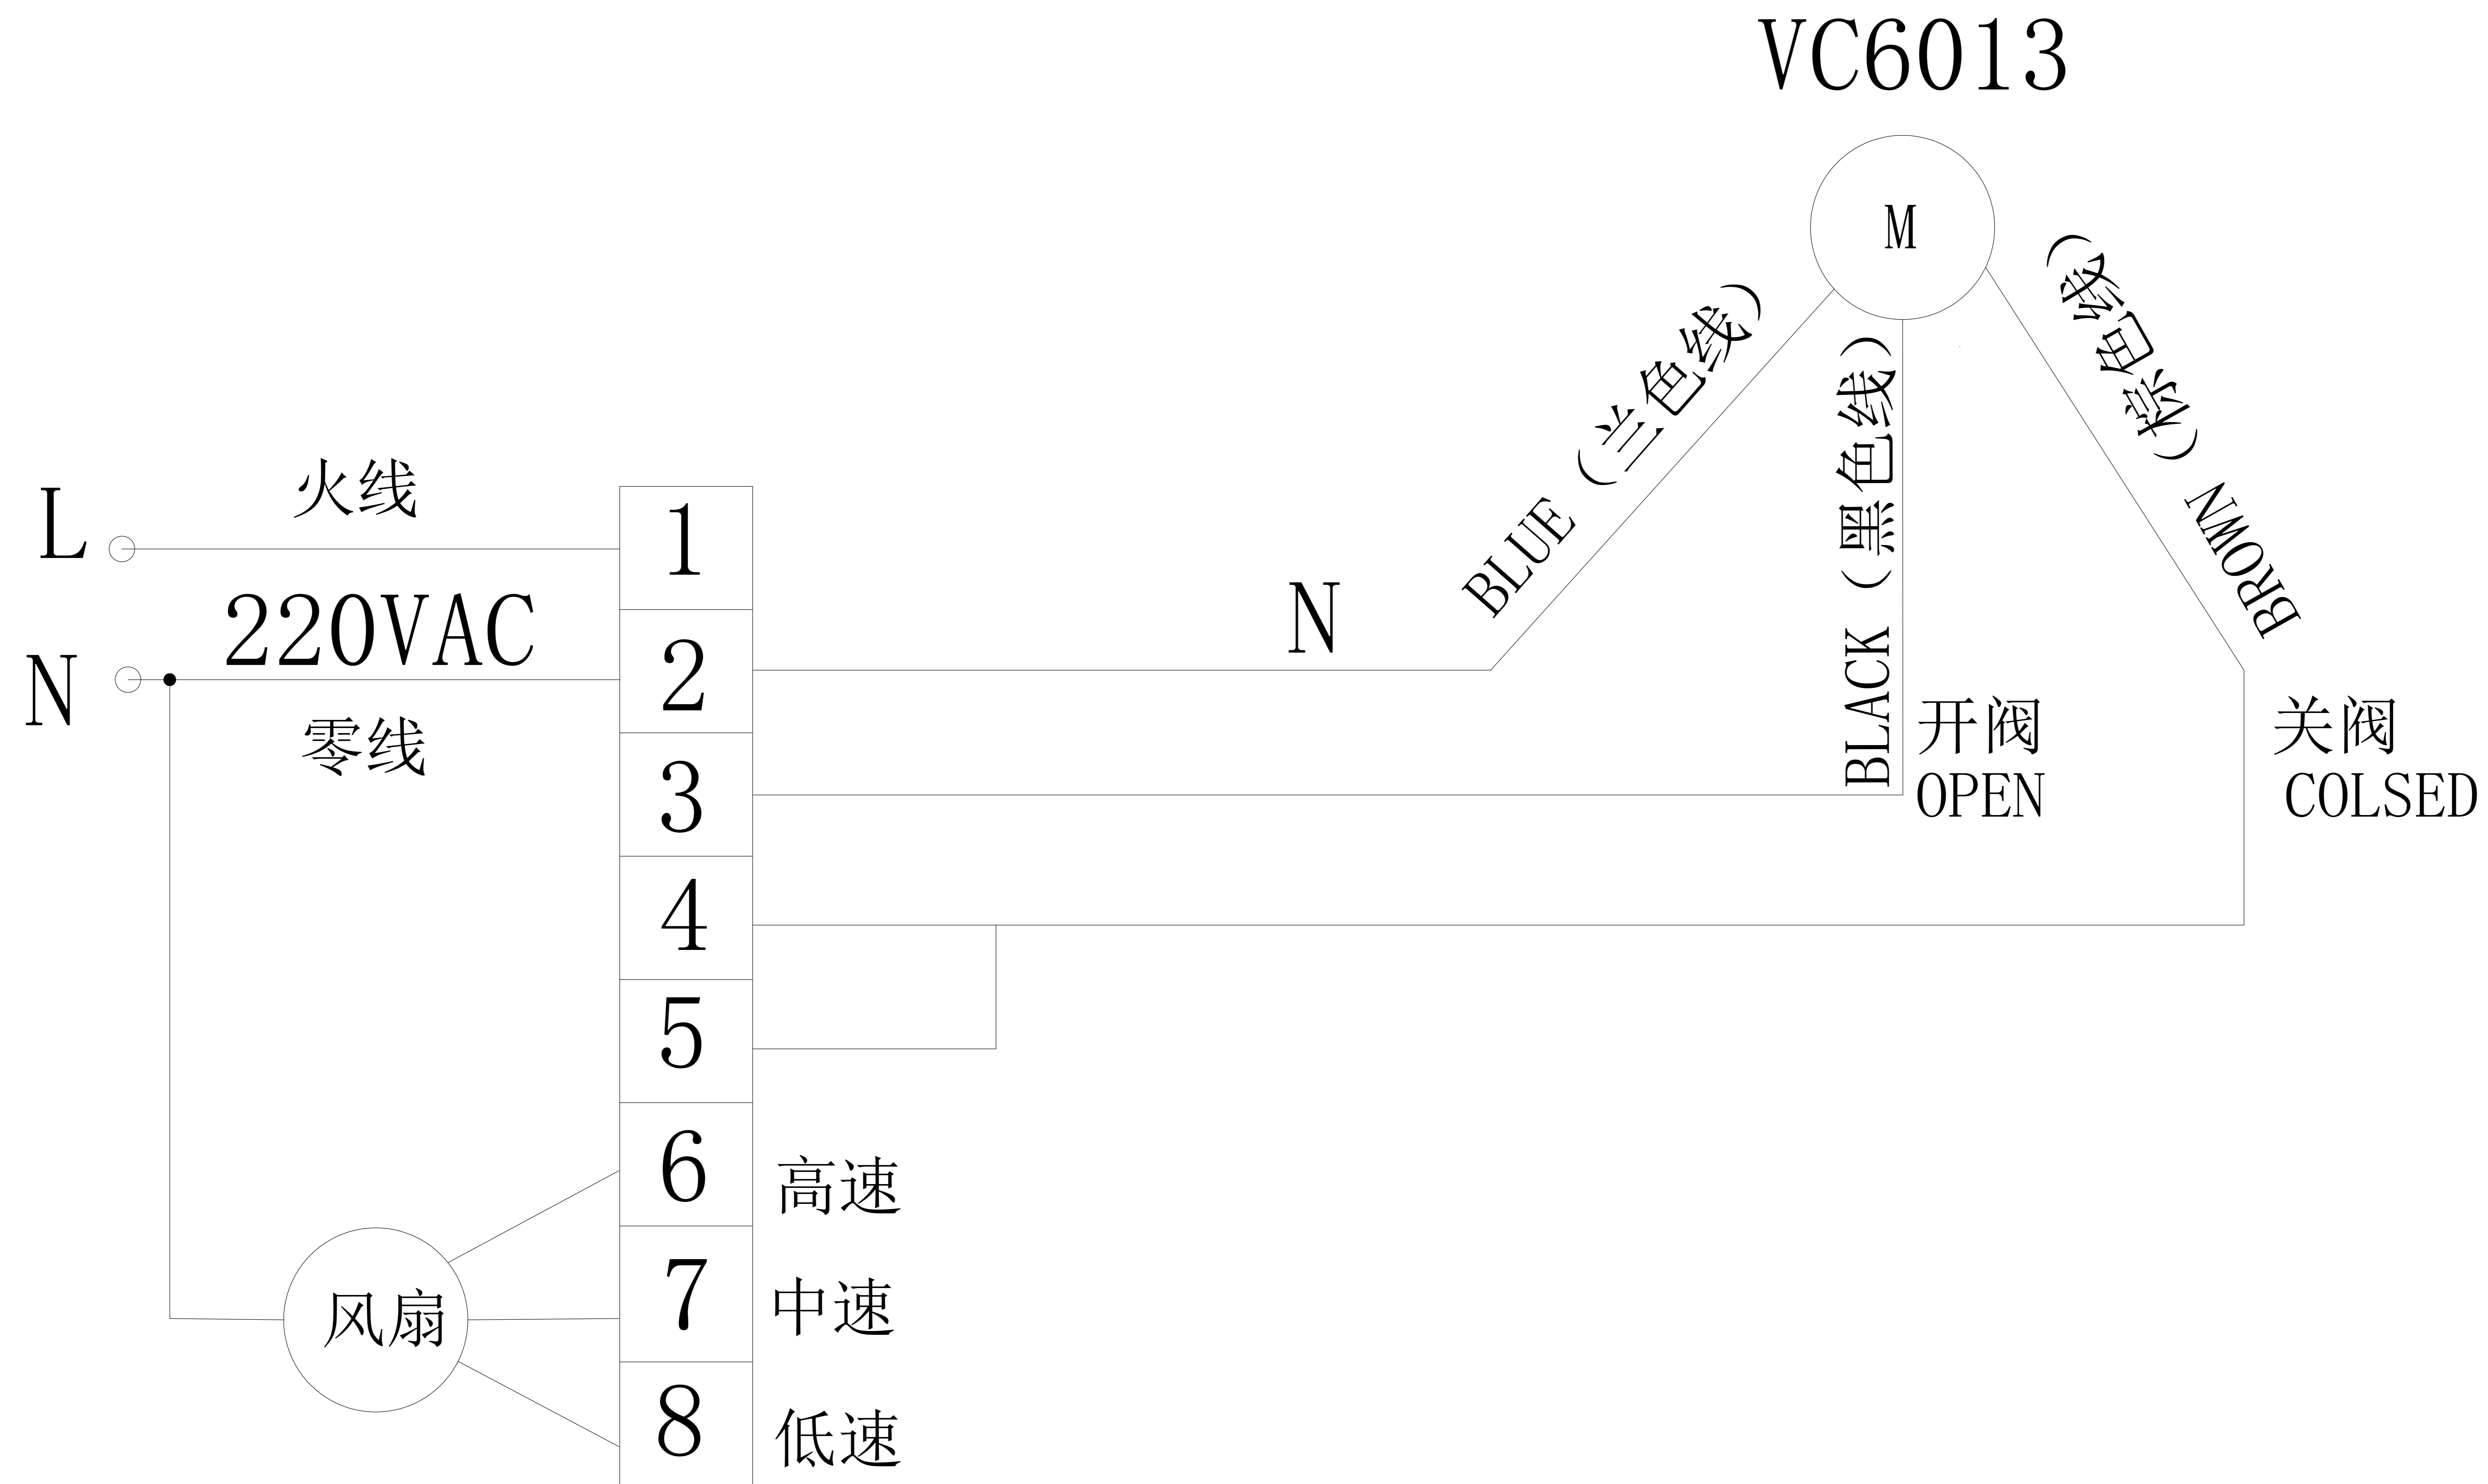 VC6013
M
BLUE（兰色线）
BLACK（黑色线）
BROWN（棕色线）
L
火线
220VAC
N
零线
N
开阀
OPEN
关阀
COLSED
1
2
3
4
5
6
高速
7
中速
8
低速
风扇